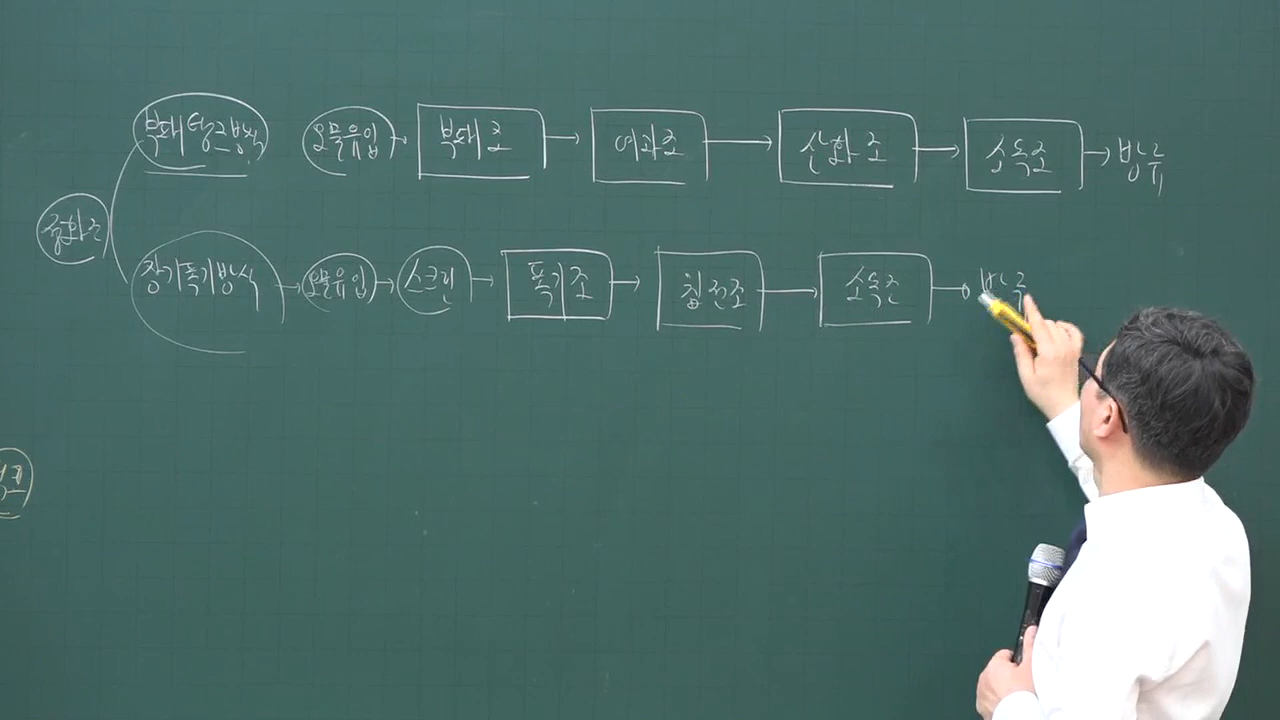 부패탱크방식 오물유입 부패조 여과조 산화조 소독조 방류
정화조
장기폭기방식 오물유입 스크린 폭기조 침전조 소독조 방류